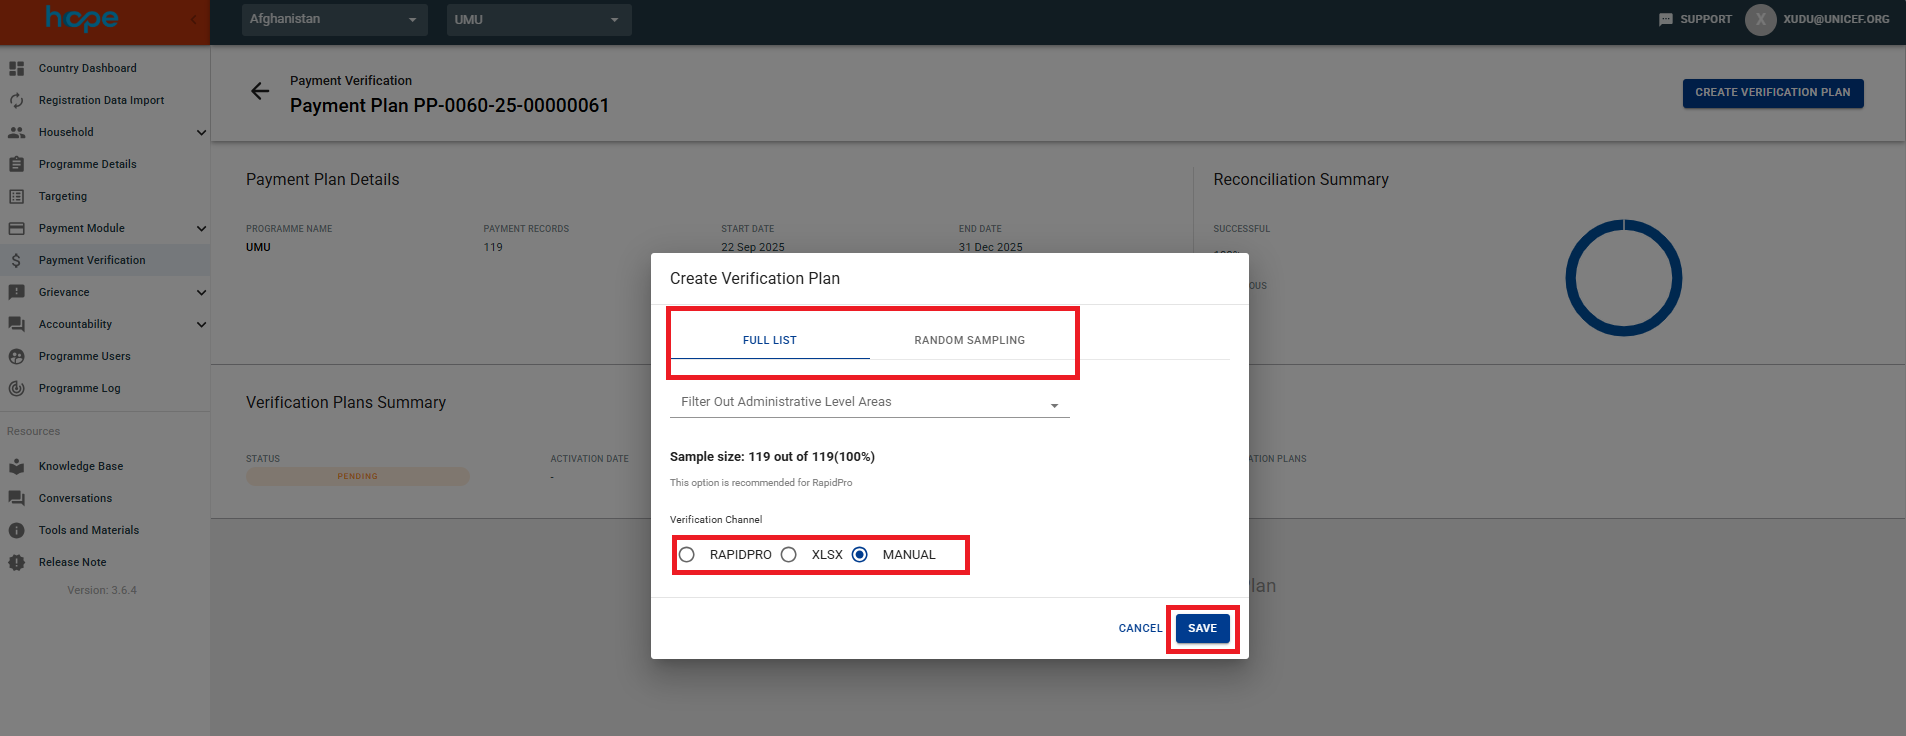 hope
Afghanistan
UMU
SUPPORT
X
XUDU@UNICEF.ORG
Country Dashboard
Registration Data Import
Household
Programme Details
Targeting
Payment Module
Payment Verification
Grievance
Accountability
Programme Users
Programme Log
Resources
Knowledge Base
Conversations
Tools and Materials
Release Note
Version: 3.6.4
Payment Verification
Payment Plan PP-0060-25-00000061
CREATE VERIFICATION PLAN
Payment Plan Details
PROGRAMME NAME
UMU
PAYMENT RECORDS
119
START DATE
22 Sep 2025
END DATE
31 Dec 2025
Reconciliation Summary
SUCCESSFUL
OUS
Verification Plans Summary
STATUS
PENDING
ACTIVATION DATE
-
ATION PLANS
Plan
Create Verification Plan
FULL LIST
RANDOM SAMPLING
Filter Out Administrative Level Areas
Sample size: 119 out of 119(100%)
This option is recommended for RapidPro
Verification Channel
RAPIDPRO
XLSX
MANUAL
CANCEL
SAVE